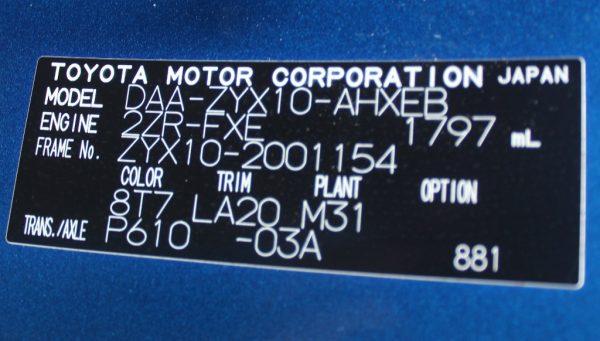 TOYOTA MOTOR CORPORATION JAPAN
MODEL DAA-ZYX10-AHXEB
ENGINE 2ZR-FXE 1797 mL
FRAME No. ZYX10-2001154
COLOR TRIM PLANT OPTION
8T7 LA20 M31
TRANS./AXLE P610 -03A
881